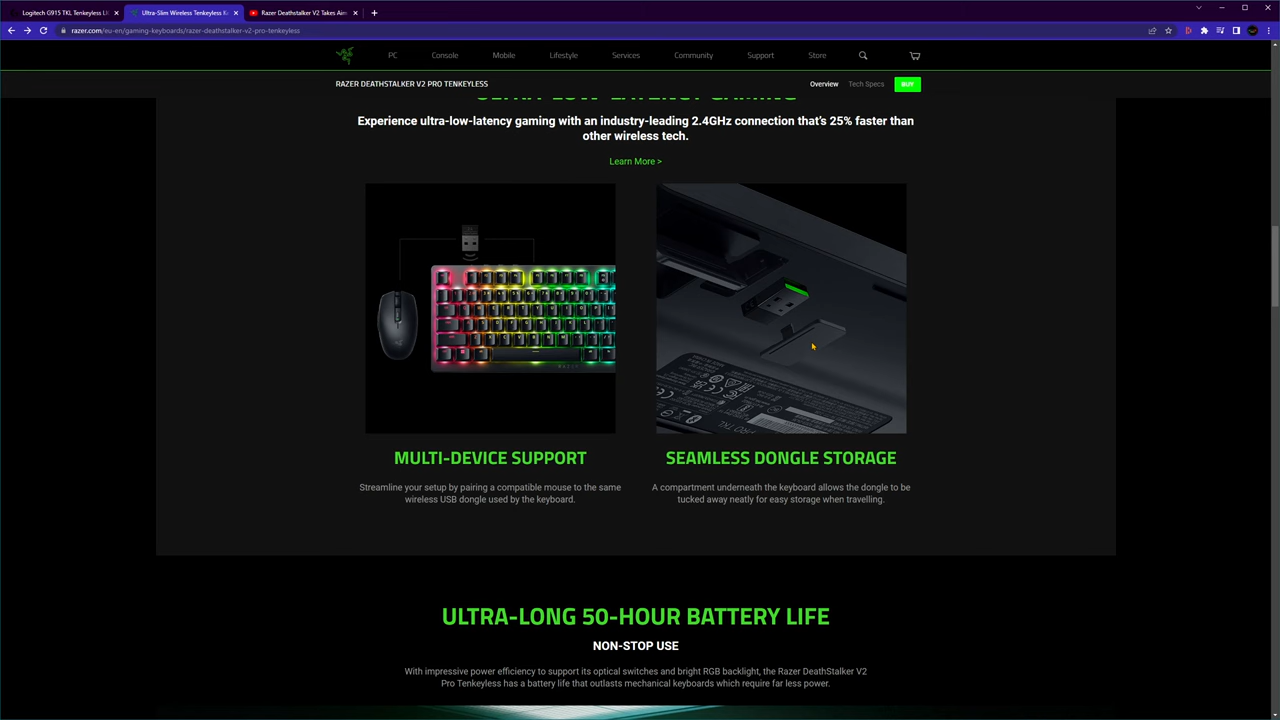 Logitech G915 TKL Tenkeyless LI
Ultra-Slim Wireless Tenkeyless K
Razer Deathstalker V2 Takes Aim
razer.com/eu-en/gaming-keyboards/razer-deathstalker-v2-pro-tenkeyless
PC Console Mobile Lifestyle Services Community Support Store
RAZER DEATHSTALKER V2 PRO TENKEYLESS Overview Tech Specs BUY
ULTRA-LOW-LATENCY GAMING
Experience ultra-low-latency gaming with an industry-leading 2.4GHz connection that's 25% faster than
other wireless tech.
Learn More >
PRO TKL
MULTI-DEVICE SUPPORT
Streamline your setup by pairing a compatible mouse to the same
wireless USB dongle used by the keyboard.
SEAMLESS DONGLE STORAGE
A compartment underneath the keyboard allows the dongle to be
tucked away neatly for easy storage when travelling.
ULTRA-LONG 50-HOUR BATTERY LIFE
NON-STOP USE
With impressive power efficiency to support its optical switches and bright RGB backlight, the Razer DeathStalker V2
Pro Tenkeyless has a battery life that outlasts mechanical keyboards which require far less power.